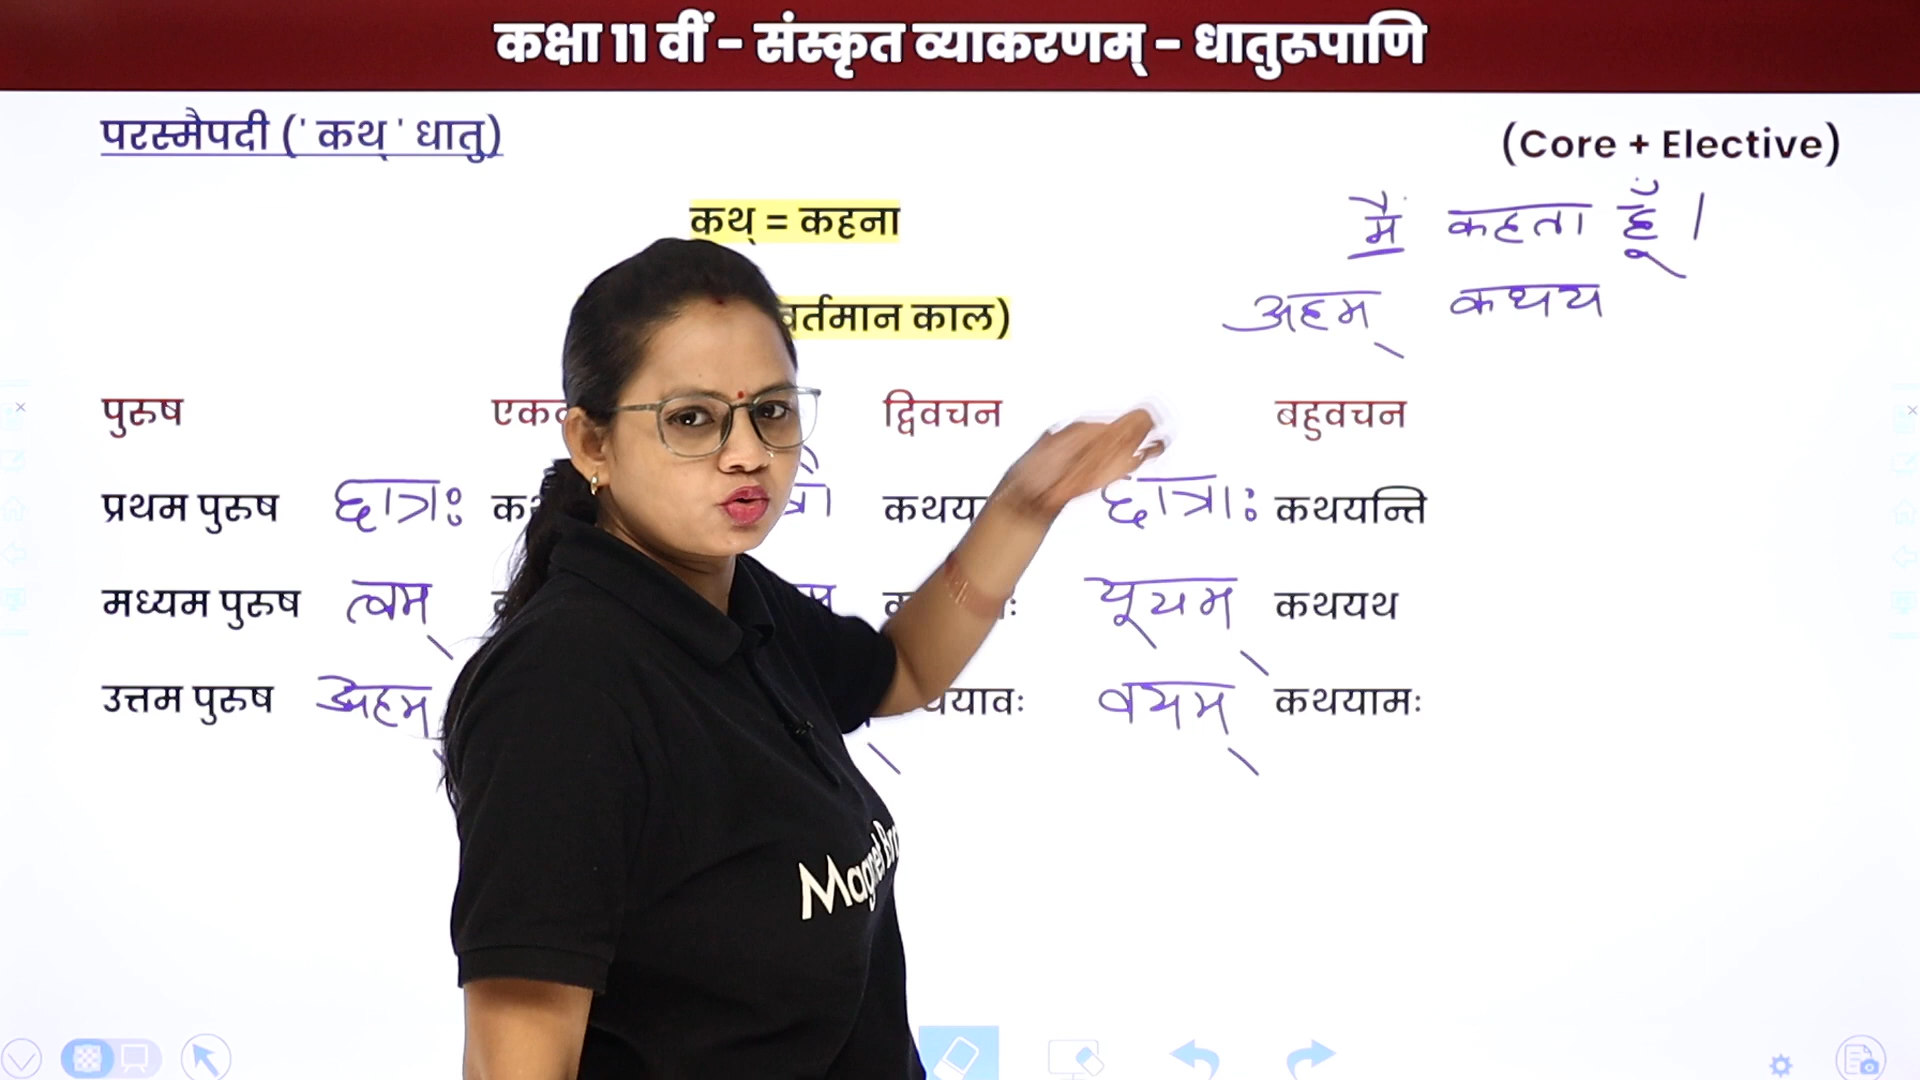 कक्षा 11 वीं - संस्कृत व्याकरणम् - धातुरूपाणि
परस्मैपदी (' कथ् ' धातु)
(Core + Elective)
कथ् = कहना
मैं कहता हूँ।
वर्तमान काल)
अहम् कथय
पुरुष द्विवचन बहुवचन
प्रथम पुरुष छात्रः छात्राः कथयन्ति
मध्यम पुरुष त्वम् यूयम् कथयथ
उत्तम पुरुष अहम् वयम् कथयामः